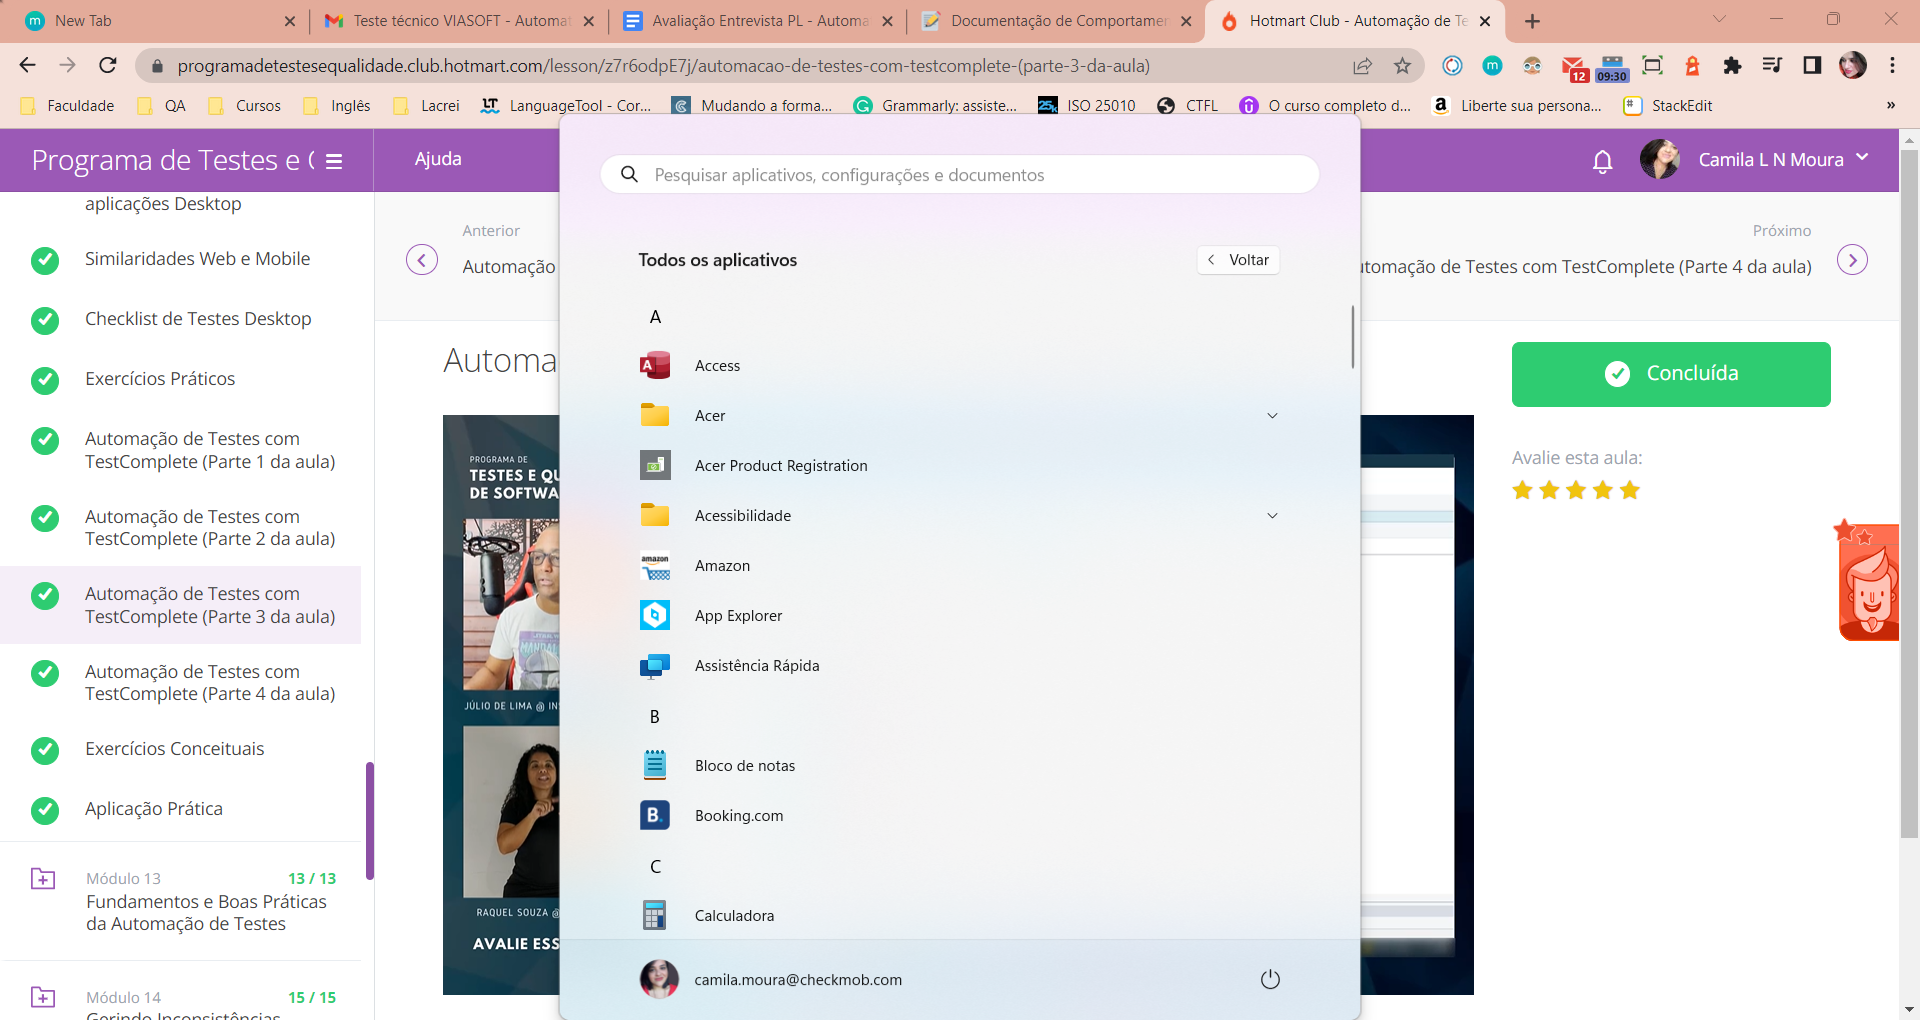 New Tab
Teste técnico VIASOFT - Automat
Avaliação Entrevista PL - Automa
Documentação de Comportamen
Hotmart Club - Automação de Te
programadetestesequalidade.club.hotmart.com/lesson/z7r6odpE7j/automacao-de-testes-com-testcomplete-(parte-3-da-aula)
12
09:30
Faculdade
QA
Cursos
Inglês
Lacrei
LanguageTool - Cor...
Mudando a forma...
Grammarly: assiste...
ISO 25010
CTFL
O curso completo d...
Liberte sua persona...
StackEdit
»
Programa de Testes e Q
Ajuda
Camila L N Moura
aplicações Desktop
Similaridades Web e Mobile
Checklist de Testes Desktop
Exercícios Práticos
Automação de Testes com
TestComplete (Parte 1 da aula)
Automação de Testes com
TestComplete (Parte 2 da aula)
Automação de Testes com
TestComplete (Parte 3 da aula)
Automação de Testes com
TestComplete (Parte 4 da aula)
Exercícios Conceituais
Aplicação Prática
Módulo 13
13 / 13
Fundamentos e Boas Práticas
da Automação de Testes
Módulo 14
15 / 15
Gerindo Inconsistências
Anterior
Automação
Próximo
utomação de Testes com TestComplete (Parte 4 da aula)
Automa
PROGRAMA DE
TESTES E QU
DE SOFTWA
JÚLIO DE LIMA @ IN
RAQUEL SOUZA @
AVALIE ESS
Concluída
Avalie esta aula:
Pesquisar aplicativos, configurações e documentos
Todos os aplicativos
Voltar
A
Access
Acer
Acer Product Registration
Acessibilidade
amazon
Amazon
App Explorer
Assistência Rápida
B
Bloco de notas
B.
Booking.com
C
Calculadora
camila.moura@checkmob.com